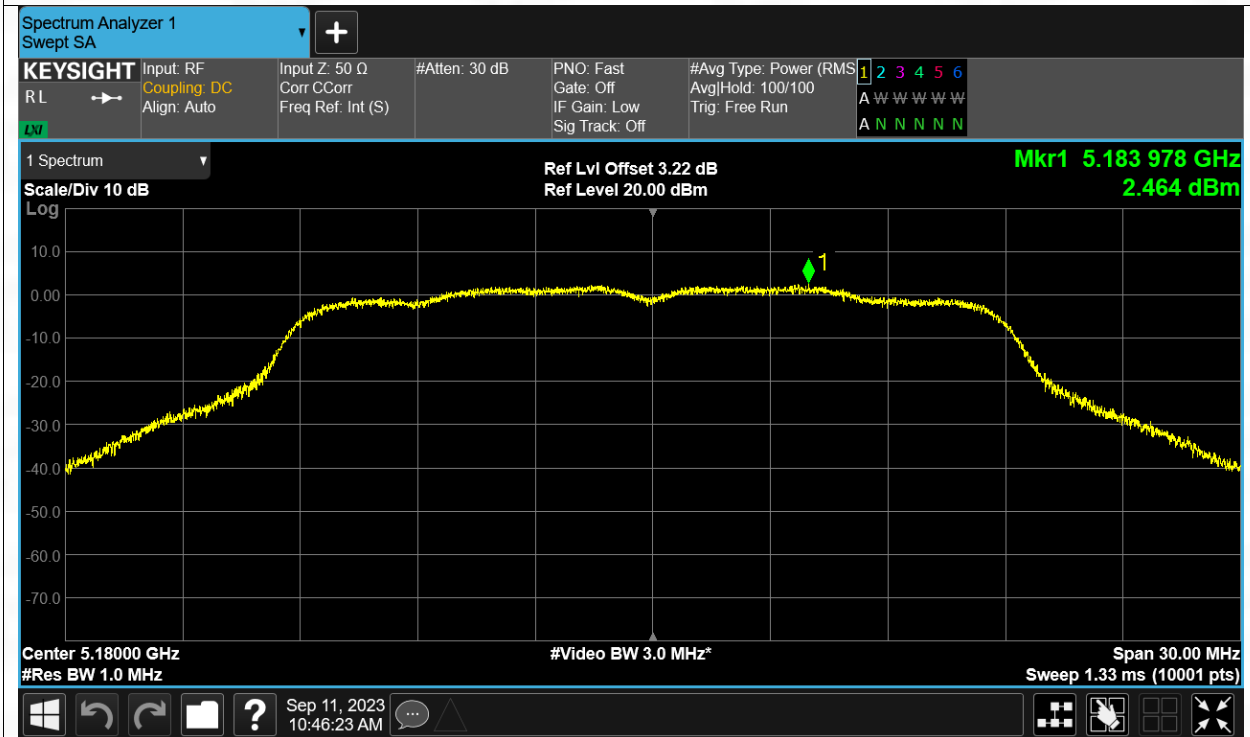 Spectrum Analyzer 1
Swept SA
+
KEYSIGHT
RL
LXI
Input: RF
Coupling: DC
Align: Auto
Input Z: 50 Ω
Corr CCorr
Freq Ref: Int (S)
#Atten: 30 dB
PNO: Fast
Gate: Off
IF Gain: Low
Sig Track: Off
#Avg Type: Power (RMS
Avg|Hold: 100/100
Trig: Free Run
1 2 3 4 5 6
A W W W W W
A N N N N N
1 Spectrum
Scale/Div 10 dB
Log
Ref Lvl Offset 3.22 dB
Ref Level 20.00 dBm
Mkr1 5.183 978 GHz
2.464 dBm
10.0
0.00
-10.0
-20.0
-30.0
-40.0
-50.0
-60.0
-70.0
1
Center 5.18000 GHz
#Res BW 1.0 MHz
#Video BW 3.0 MHz*
Span 30.00 MHz
Sweep 1.33 ms (10001 pts)
?
Sep 11, 2023
10:46:23 AM